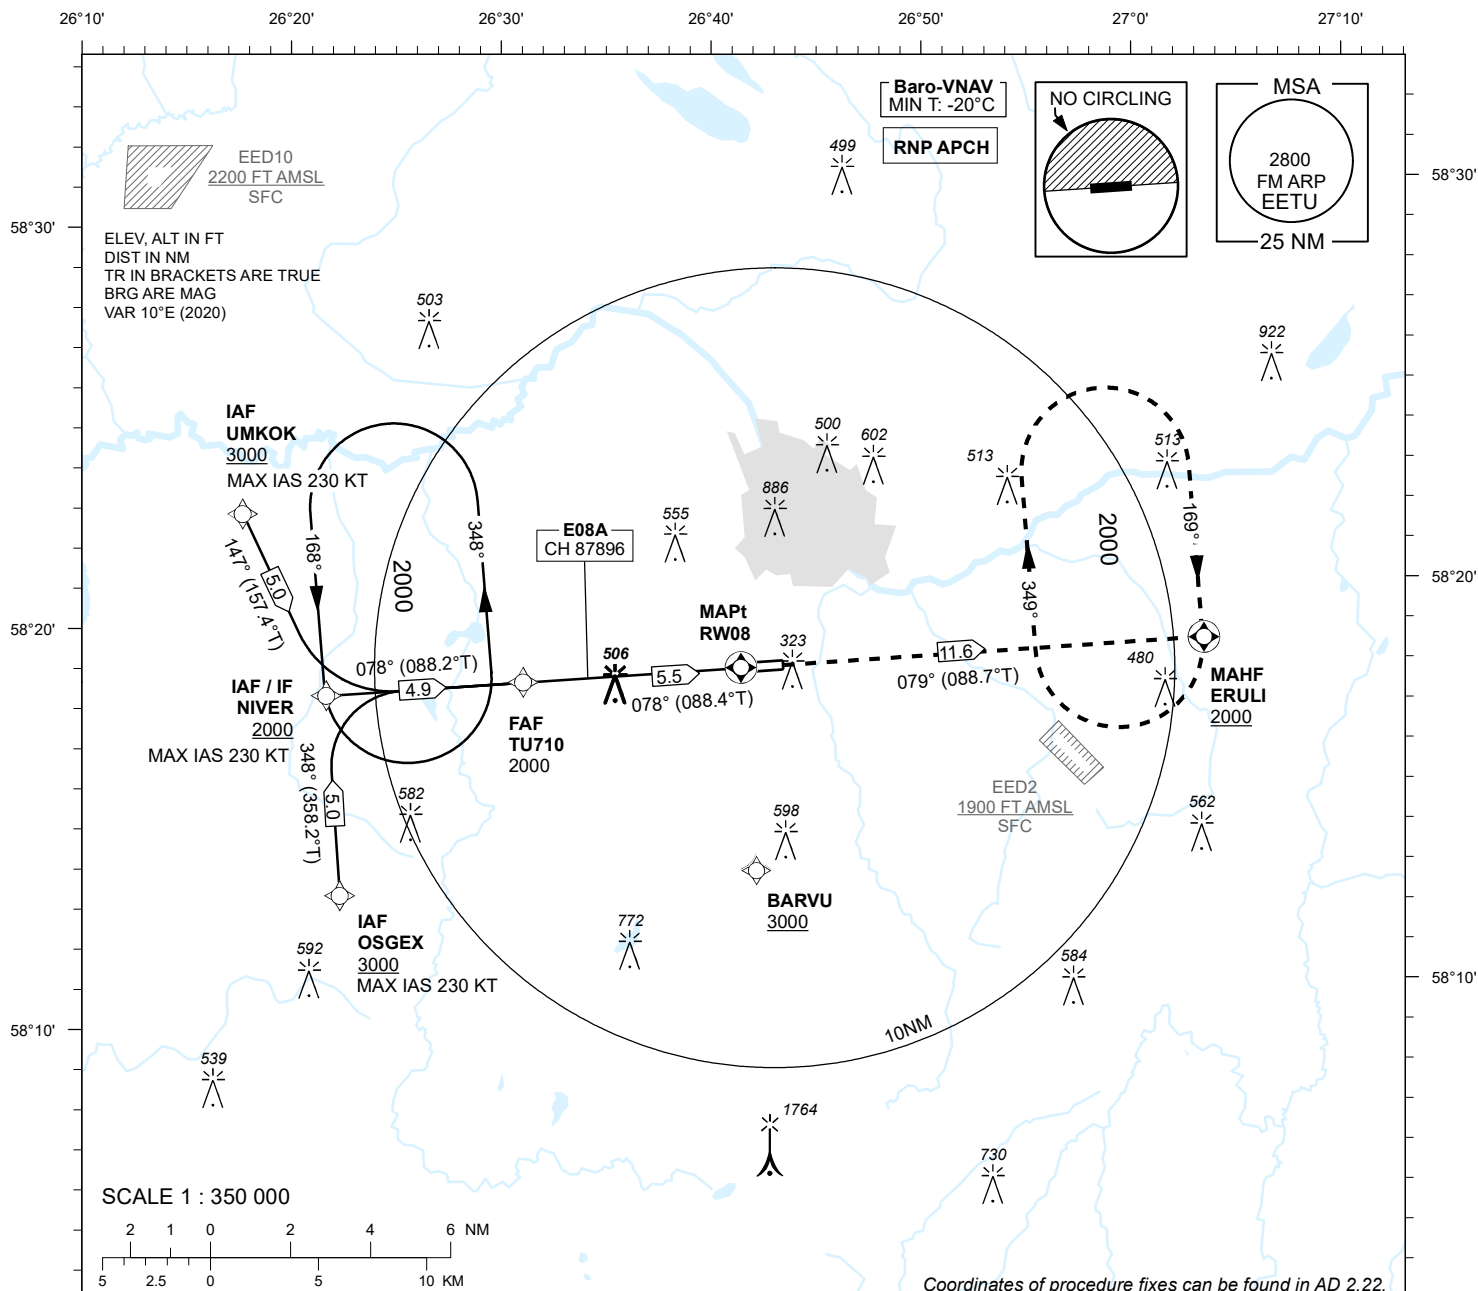 26°10'
26°20'
26°30'
26°40'
26°50'
27°0'
27°10'
58°30'
58°20'
58°10'
58°30'
58°20'
58°10'
EED10
2200 FT AMSL
SFC
ELEV, ALT IN FT
DIST IN NM
TR IN BRACKETS ARE TRUE
BRG ARE MAG
VAR 10°E (2020)
Baro-VNAV
MIN T: -20°C
RNP APCH
NO CIRCLING
MSA
2800
FM ARP
EETU
25 NM
499
503
922
IAF
UMKOK
3000
MAX IAS 230 KT
500
602
513
513
886
555
E08A
CH 87896
147° (157.4°T)
5.0
168°
348°
2000
2000
349°
169°
MAPt
RW08
323
506
078° (088.2°T)
4.9
5.5
078° (088.4°T)
11.6
079° (088.7°T)
480
IAF / IF
NIVER
2000
MAX IAS 230 KT
FAF
TU710
2000
MAHF
ERULI
2000
348° (358.2°T)
5.0
582
598
EED2
1900 FT AMSL
SFC
562
BARVU
3000
IAF
OSGEX
3000
MAX IAS 230 KT
592
772
584
10NM
539
1764
730
SCALE 1 : 350 000
2 1 0 2 4 6 NM
5 2.5 0 5 10 KM
Coordinates of procedure fixes can be found in AD 2.22.